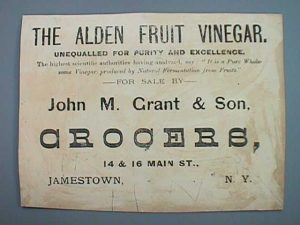 THE ALDEN FRUIT VINEGAR.
UNEQUALLED FOR PURITY AND EXCELLENCE.
The highest scientific authorities having analyzed, say: "It is a Pure Whole-
some Vinegar produced by Natural Fermentation from Fruits."
—FOR SALE BY—
John M. Grant & Son,
GROCERS,
14 & 16 MAIN ST.,
JAMESTOWN, N. Y.